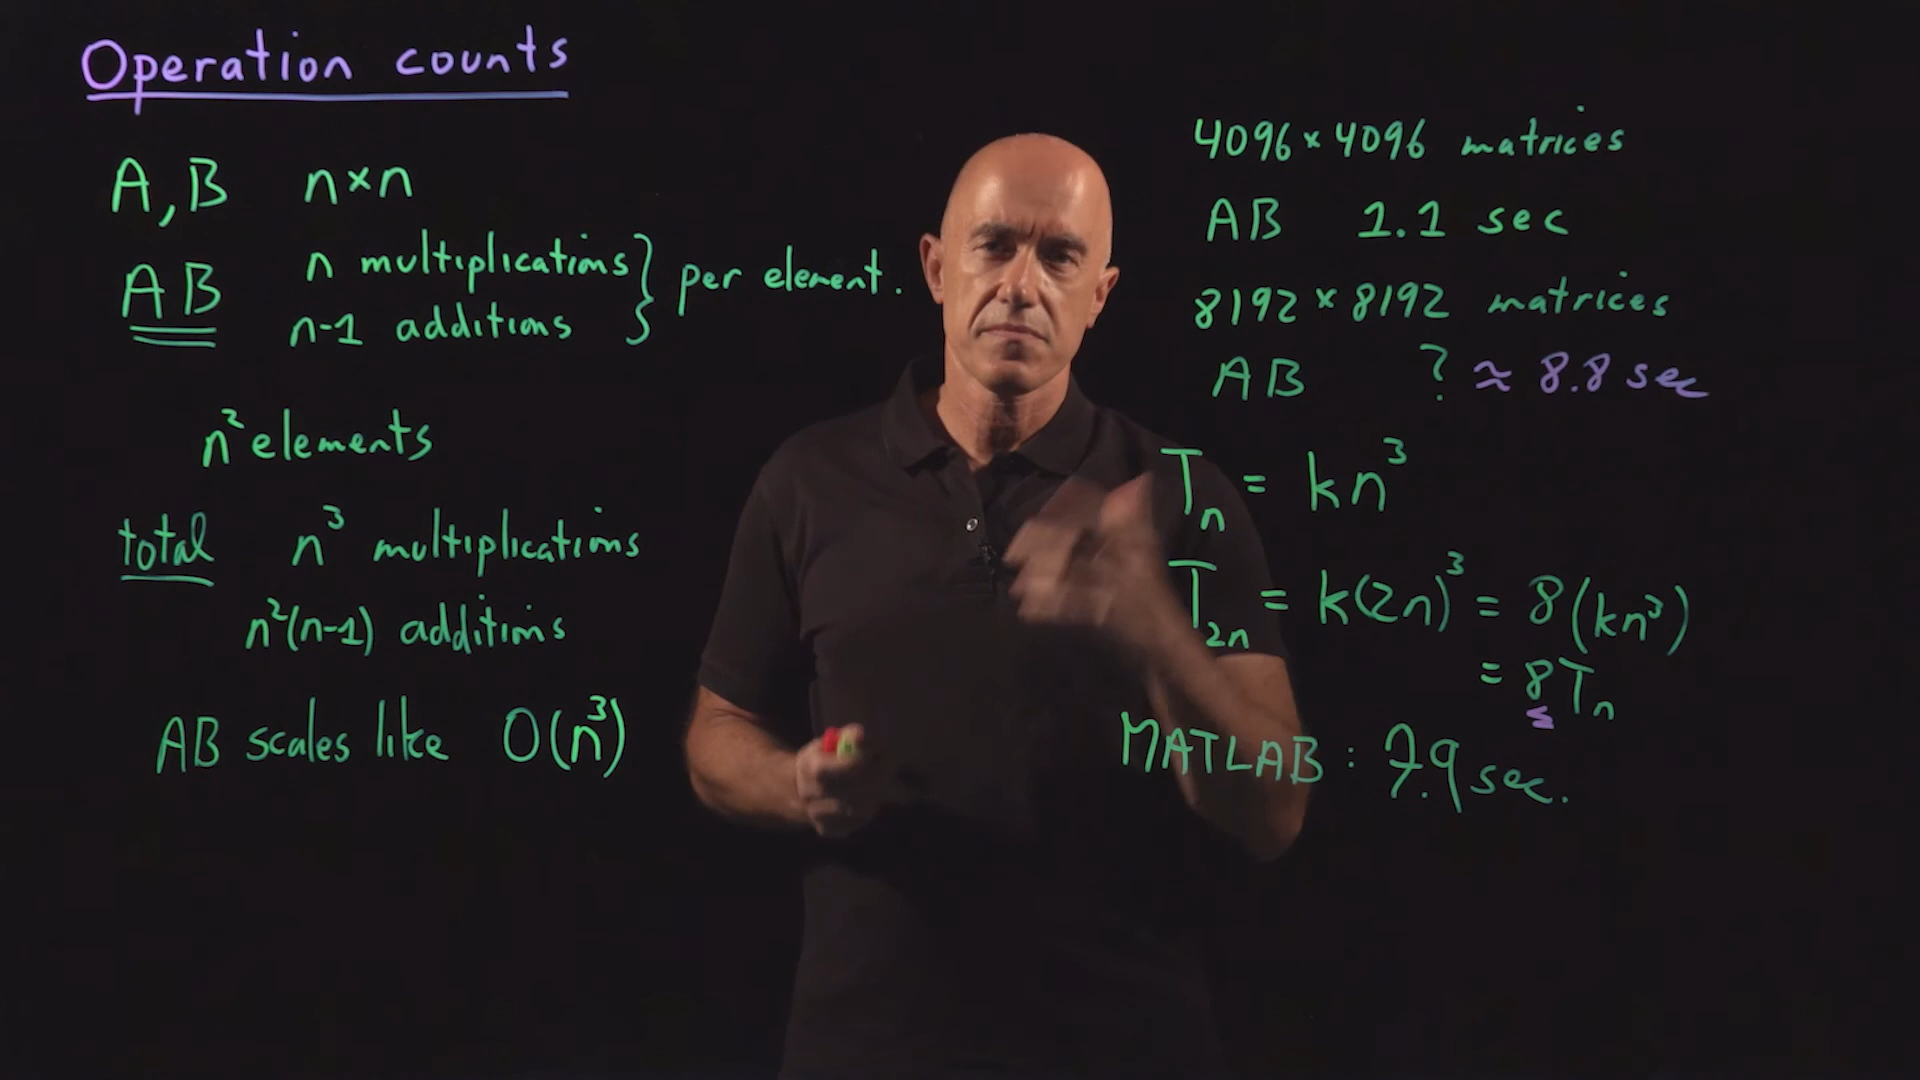 Operation counts
A, B n×n
AB n multiplications } per element.
n-1 additions
n² elements
total n³ multiplications
n²(n-1) additions
AB scales like O(n³)
4096 × 4096 matrices
AB 1.1 sec
8192 × 8192 matrices
AB ? ≈ 8.8 sec
Tₙ = kn³
T₂ₙ = k(2n)³ = 8(kn³)
= 8Tₙ
MATLAB : 7.9 sec.